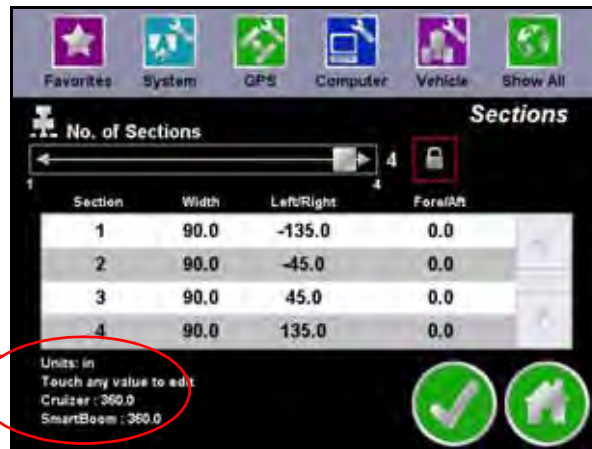 Favorites System GPS Computer Vehicle Show All
Sections
No. of Sections
4
1 4
Section Width Left/Right Fore/Aft
1 90.0 -135.0 0.0
2 90.0 -45.0 0.0
3 90.0 45.0 0.0
4 90.0 135.0 0.0
Units: in
Touch any value to edit
Cruizer : 360.0
SmartBoom : 360.0